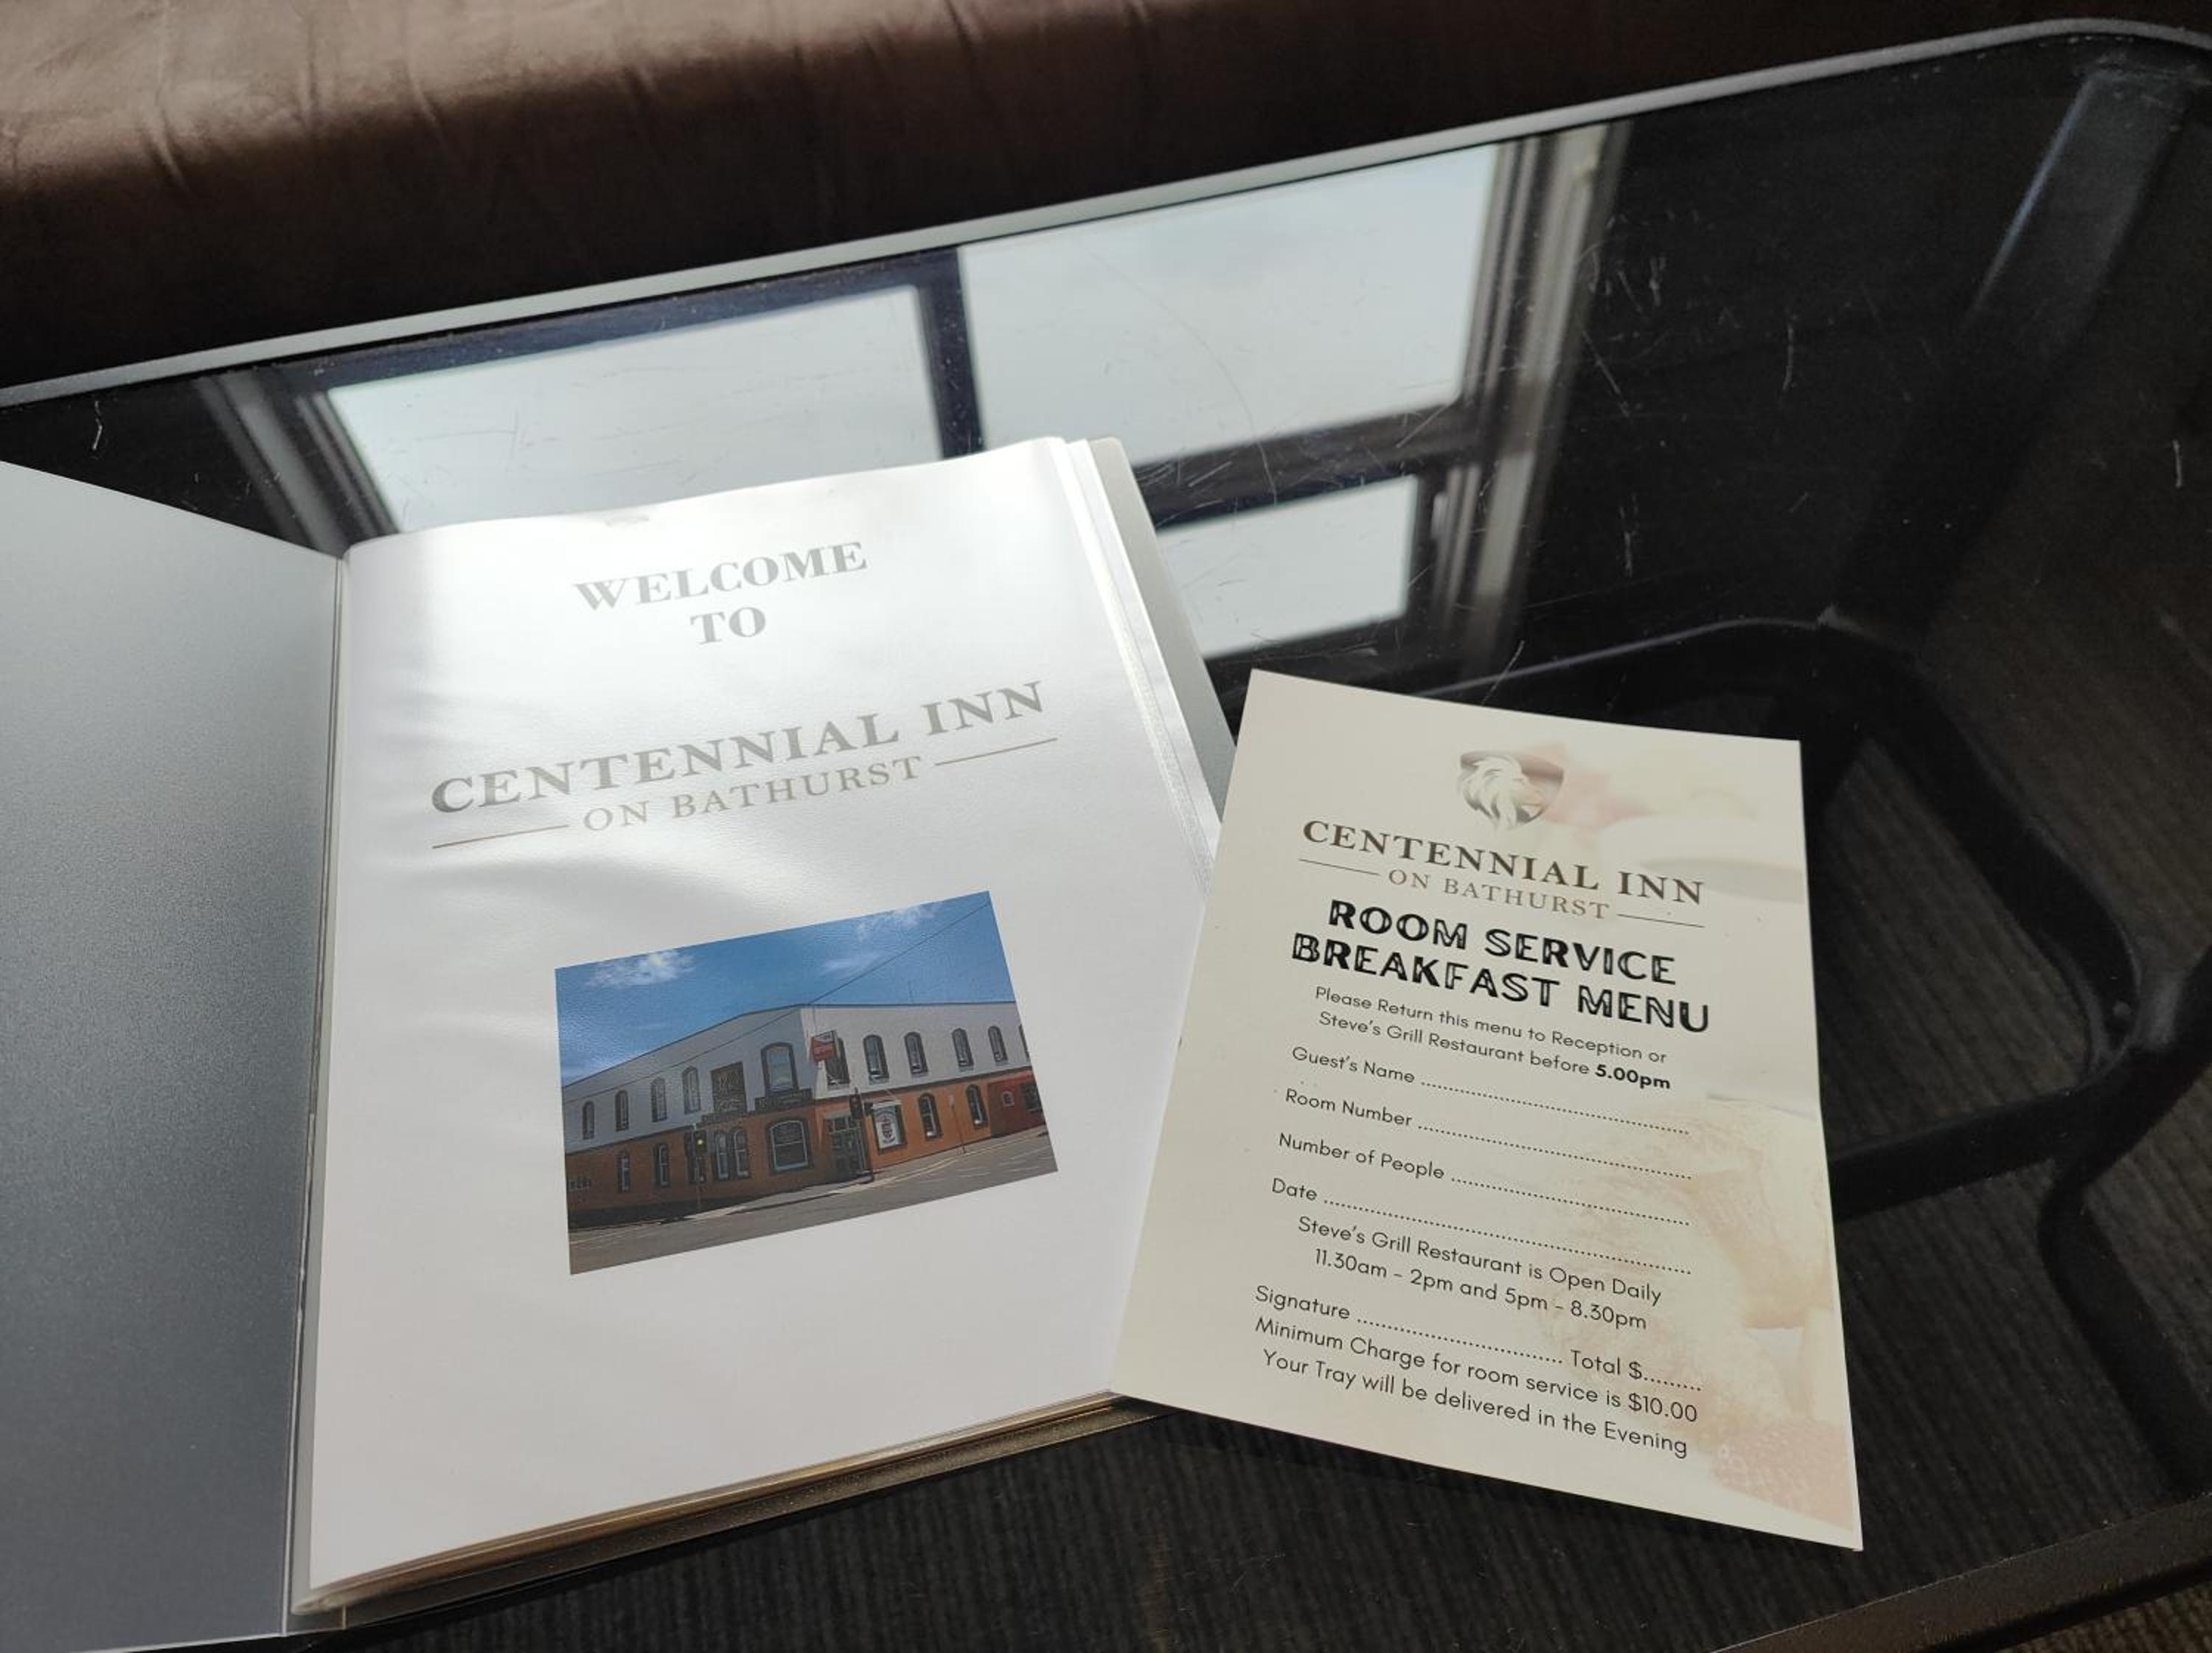 WELCOME
TO
CENTENNIAL INN
ON BATHURST
CENTENNIAL INN
ON BATHURST
ROOM SERVICE
BREAKFAST MENU
Please Return this menu to Reception or
Steve's Grill Restaurant before 5.00pm
Guest's Name ................................................
Room Number ................................................
Number of People ..........................................
Date ................................................................
Steve's Grill Restaurant is Open Daily
11.30am - 2pm and 5pm - 8.30pm
Signature .................................... Total $.........
Minimum Charge for room service is $10.00
Your Tray will be delivered in the Evening